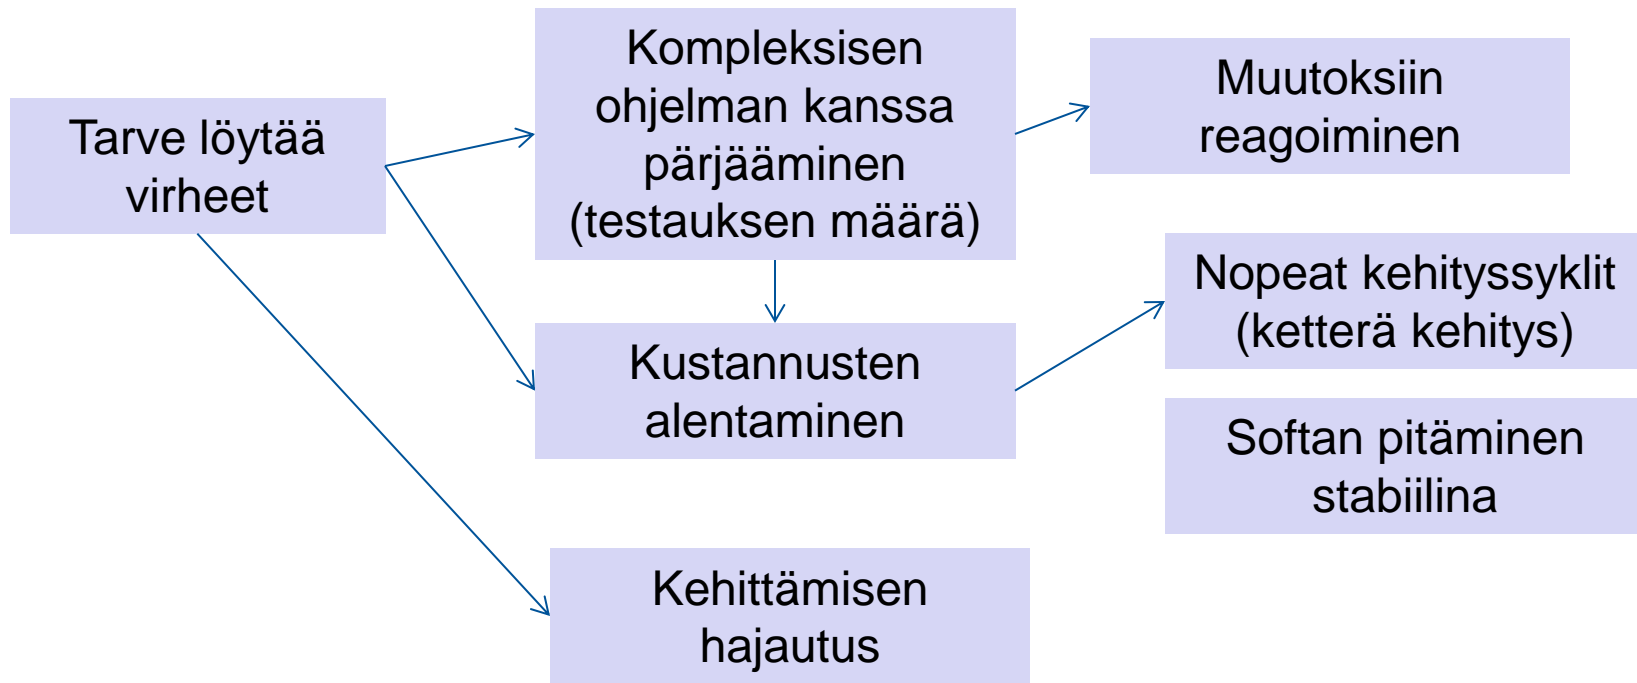 Tarve löytää
virheet
Kompleksisen
ohjelman kanssa
pärjääminen
(testauksen määrä)
Muutoksiin
reagoiminen
Kustannusten
alentaminen
Nopeat kehityssyklit
(ketterä kehitys)
Softan pitäminen
stabiilina
Kehittämisen
hajautus